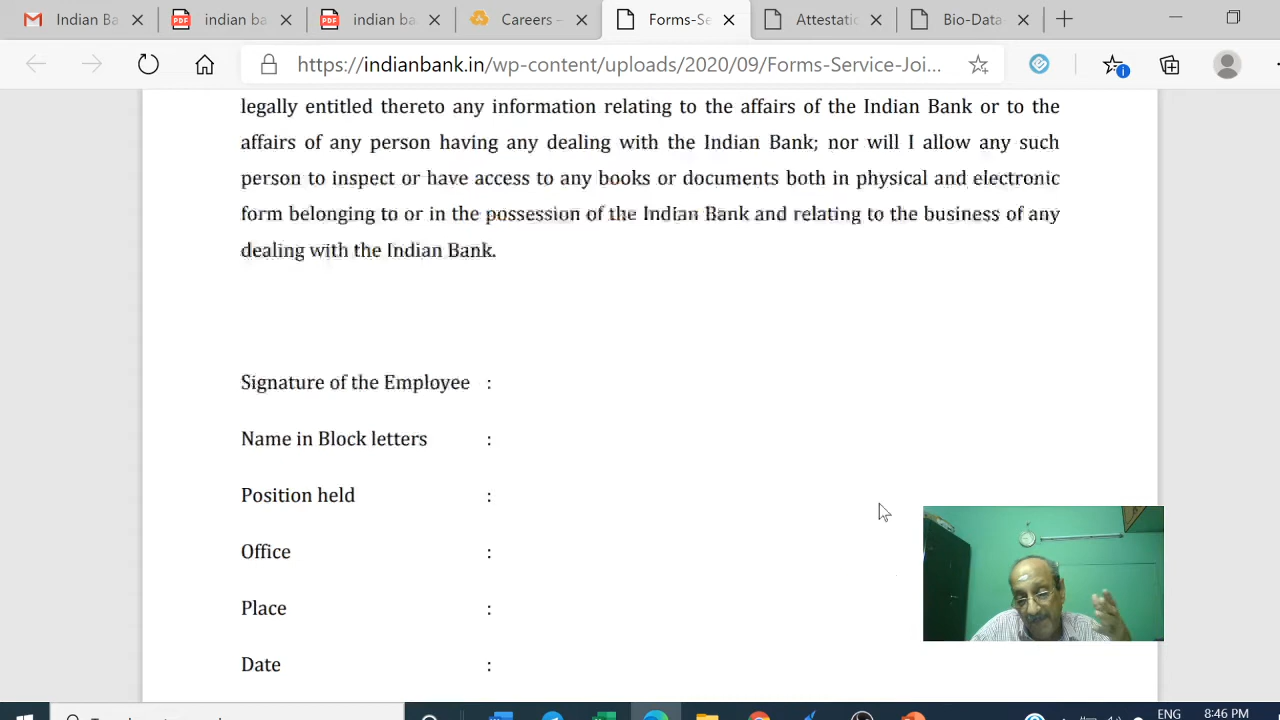 Indian Ba
indian ba
indian ba
Careers –
Forms-Se
Attestatic
Bio-Data
https://indianbank.in/wp-content/uploads/2020/09/Forms-Service-Joi...
legally entitled thereto any information relating to the affairs of the Indian Bank or to the
affairs of any person having any dealing with the Indian Bank; nor will I allow any such
person to inspect or have access to any books or documents both in physical and electronic
form belonging to or in the possession of the Indian Bank and relating to the business of any
dealing with the Indian Bank.
Signature of the Employee :
Name in Block letters :
Position held :
Office :
Place :
Date :
ENG
8:46 PM